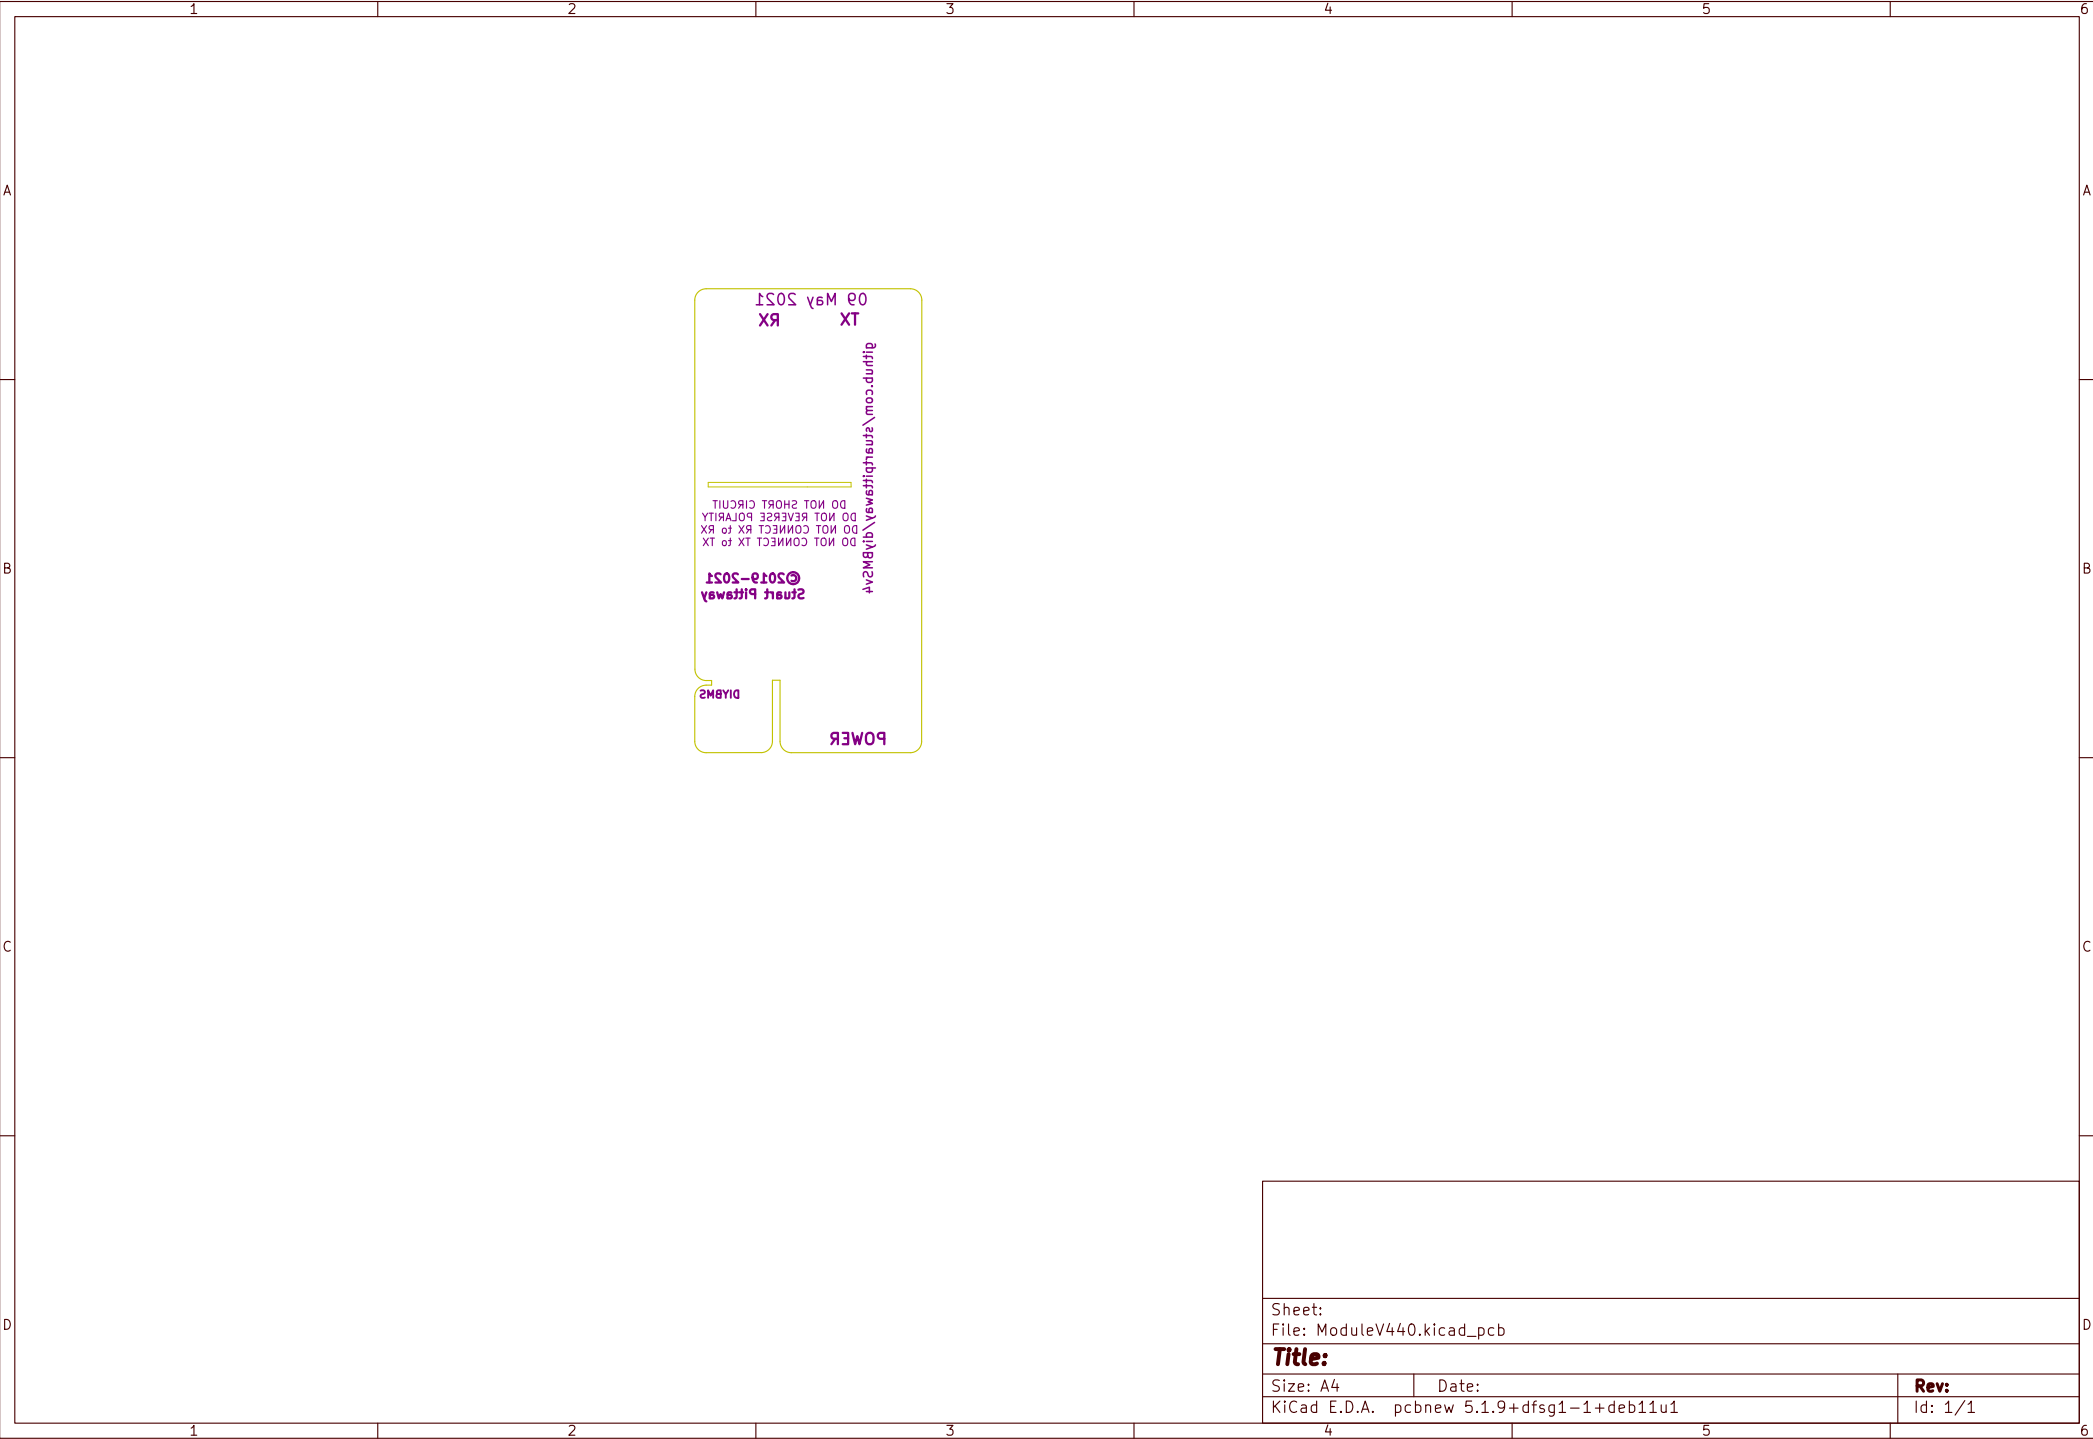 1 2 3 4 5 6
A A
09 May 2021
RX TX
github.com/stuartpittaway/diyBMSv4
DO NOT SHORT CIRCUIT
DO NOT REVERSE POLARITY
DO NOT CONNECT RX to RX
DO NOT CONNECT TX to TX
B B
©2019-2021
Stuart Pittaway
DIYBMS
POWER
C C
Sheet:
File: ModuleV440.kicad_pcb
D D
Title:
Size: A4 Date: Rev:
KiCad E.D.A. pcbnew 5.1.9+dfsg1-1+deb11u1 Id: 1/1
1 2 3 4 5 6